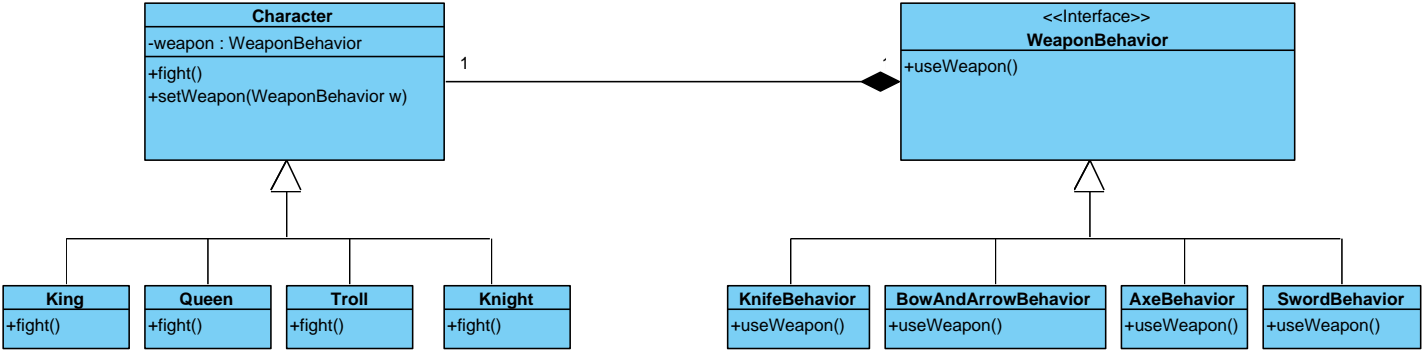 Character
-weapon : WeaponBehavior
+fight()
+setWeapon(WeaponBehavior w)
1
<<Interface>>
WeaponBehavior
+useWeapon()
King
+fight()
Queen
+fight()
Troll
+fight()
Knight
+fight()
KnifeBehavior
+useWeapon()
BowAndArrowBehavior
+useWeapon()
AxeBehavior
+useWeapon()
SwordBehavior
+useWeapon()